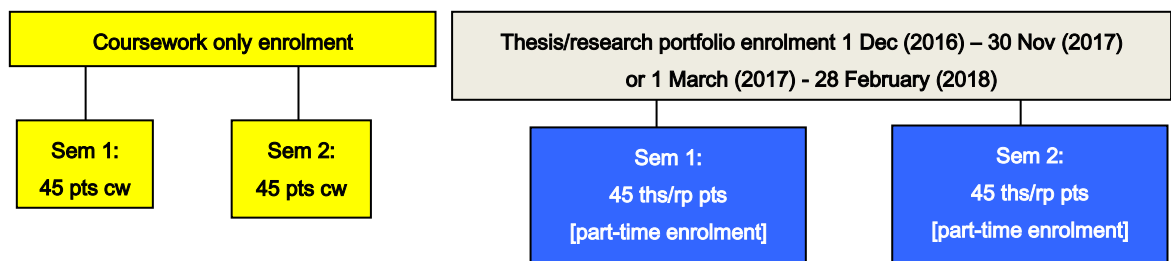 Coursework only enrolment
Thesis/research portfolio enrolment 1 Dec (2016) – 30 Nov (2017)
or 1 March (2017) - 28 February (2018)
Sem 1:
45 pts cw
Sem 2:
45 pts cw
Sem 1:
45 ths/rp pts
[part-time enrolment]
Sem 2:
45 ths/rp pts
[part-time enrolment]